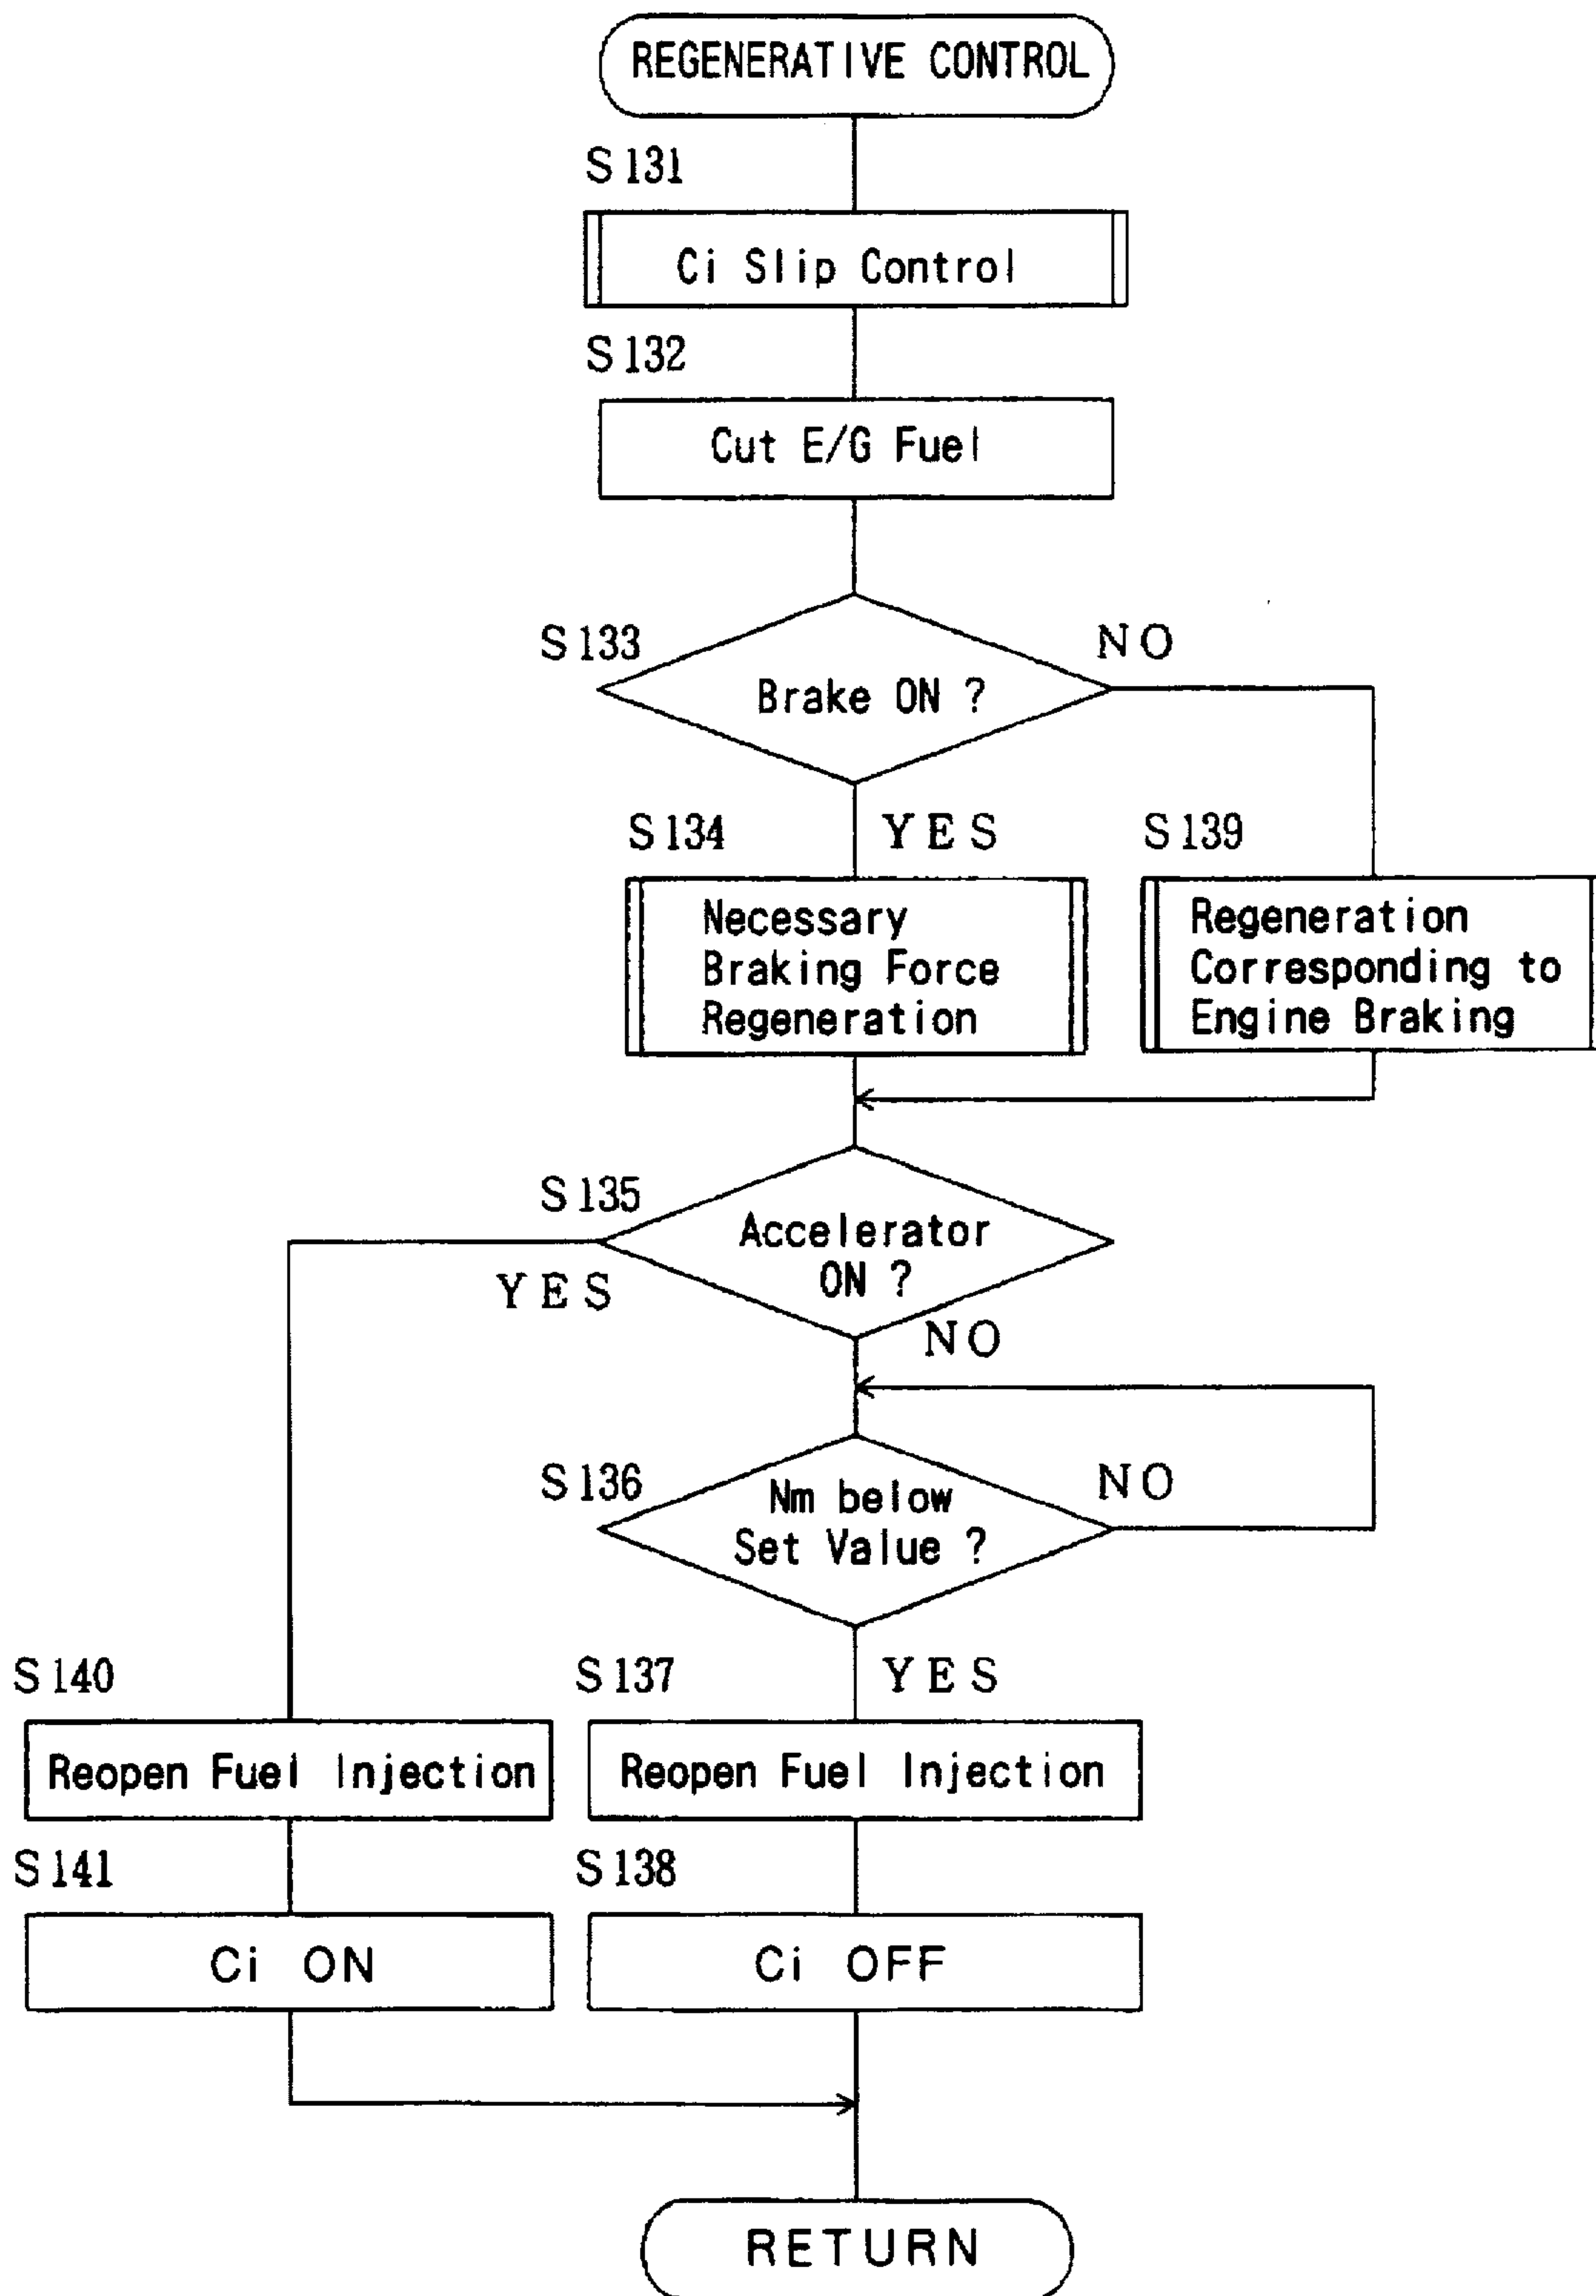 REGENERATIVE CONTROL
S131
Ci Slip Control
S132
Cut E/G Fuel
S133
NO
Brake ON ?
S134
YES
S139
Necessary
Braking Force
Regeneration
Regeneration
Corresponding to
Engine Braking
S135
Accelerator
ON ?
YES
NO
S136
NO
Nm below
Set Value ?
S140
S137
YES
Reopen Fuel Injection
Reopen Fuel Injection
S141
S138
Ci ON
Ci OFF
RETURN